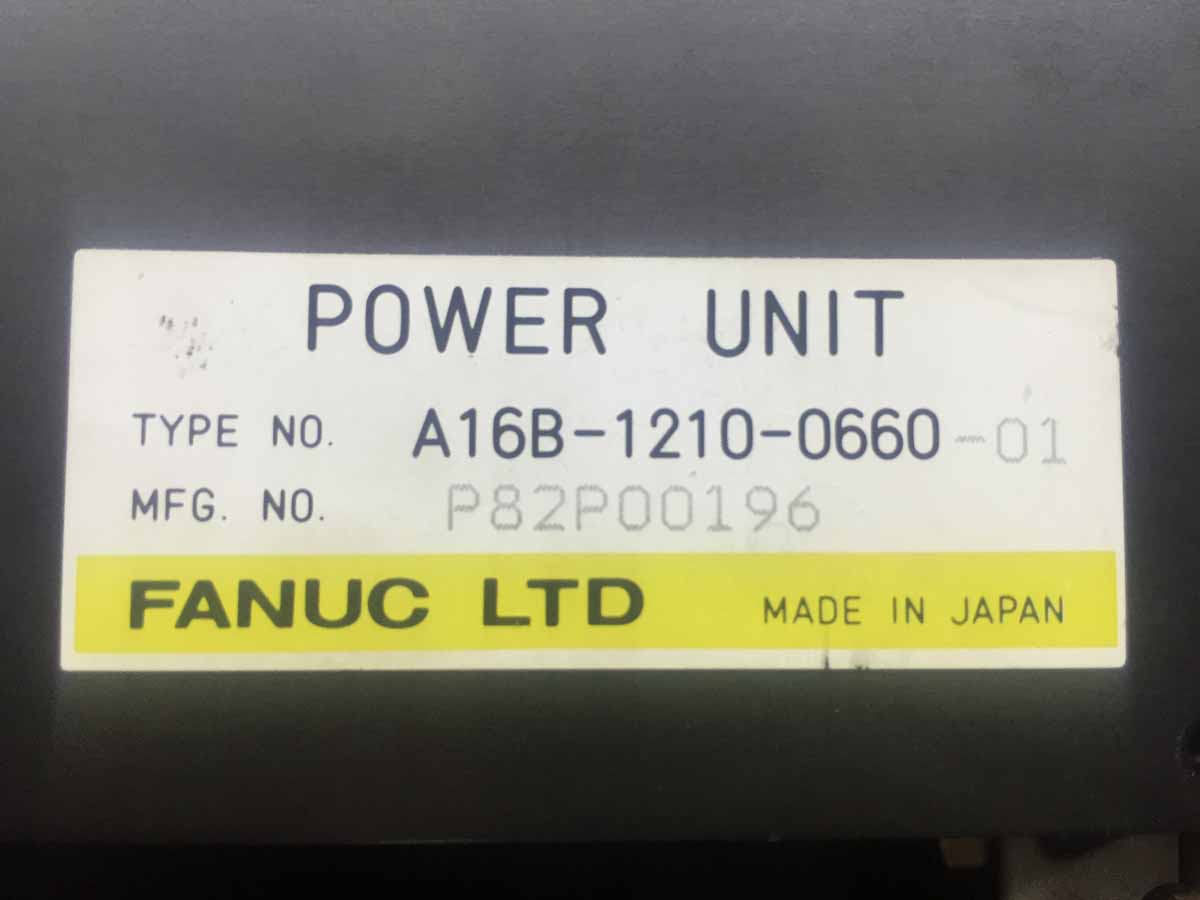 POWER UNIT
TYPE NO. A16B-1210-0660-01
MFG. NO. P82P00196
FANUC LTD MADE IN JAPAN